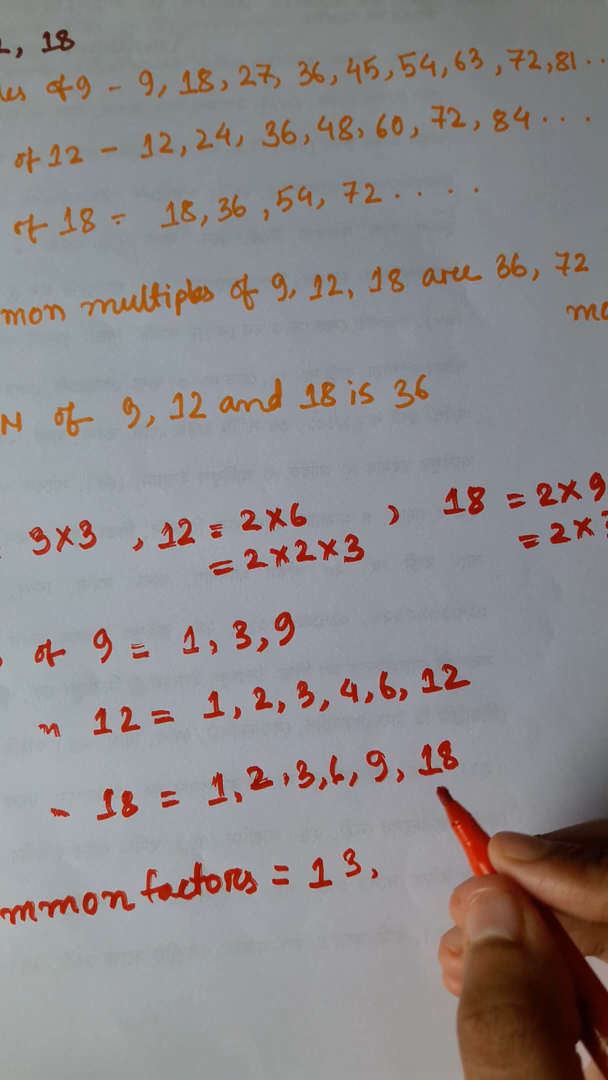 2, 18
les of 9 - 9, 18, 27, 36, 45, 54, 63, 72, 81 ..
of 12 - 12, 24, 36, 48, 60, 72, 84 ...
of 18 = 18, 36, 54, 72 ....
mon multiples of 9, 12, 18 are 36, 72
M of 9, 12 and 18 is 36
= 3×3 , 12 = 2×6 , 18 = 2×9
= 2×2×3 = 2×3
of 9 = 1, 3, 9
" 12 = 1, 2, 3, 4, 6, 12
" 18 = 1, 2, 3, 6, 9, 18
mmon factors = 1 3,